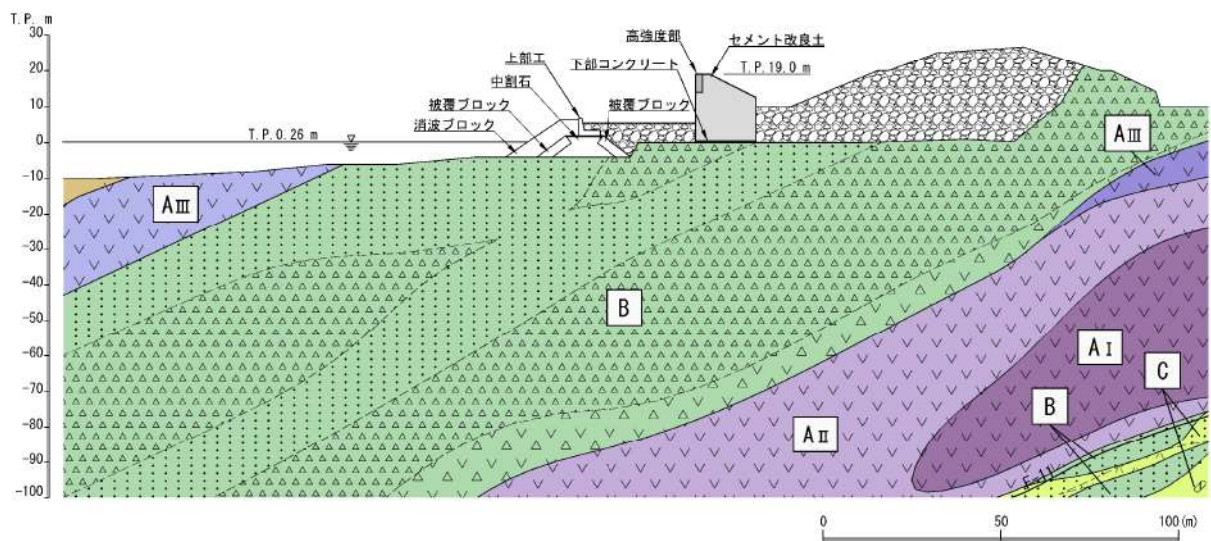 T.P. m
30
20
10
0
-10
-20
-30
-40
-50
-60
-70
-80
-90
-100
高強度部
セメント改良土
上部工
下部コンクリート
T.P.19.0 m
中割石
被覆ブロック
被覆ブロック
消波ブロック
T.P.0.26 m
AⅢ
AⅢ
B
AⅠ
C
B
AⅡ
F-11
0
50
100(m)